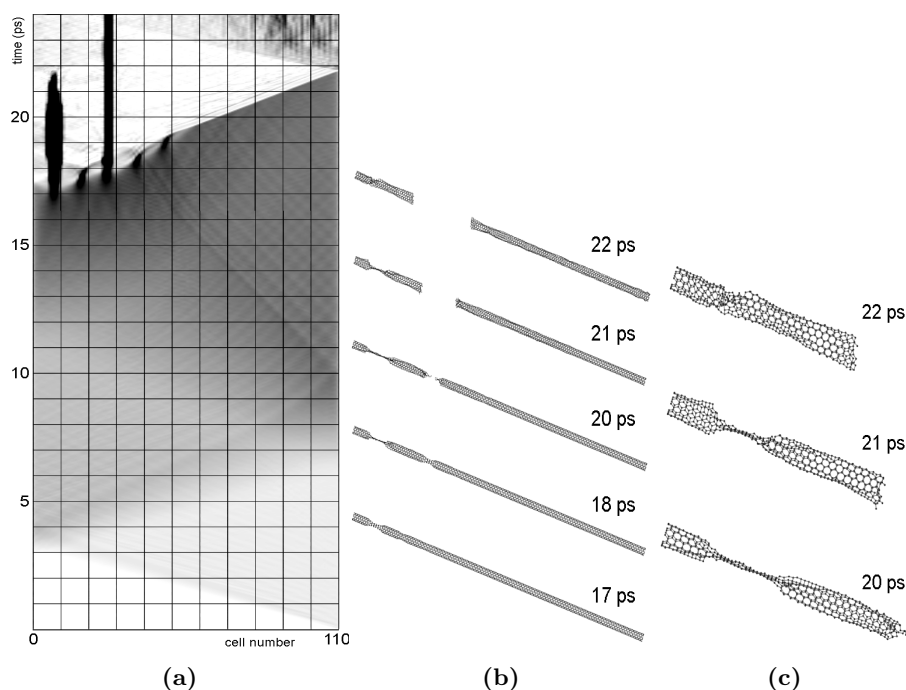 time (ps)
20
15
10
5
0
cell number
110
22 ps
21 ps
20 ps
18 ps
17 ps
22 ps
21 ps
20 ps
(a)
(b)
(c)